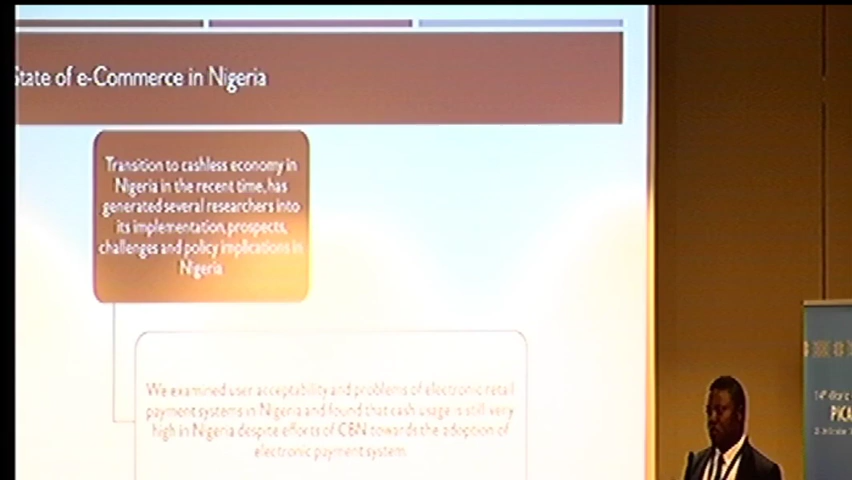 State of e-Commerce in Nigeria
Transition to cashless economy in
Nigeria in the recent time, has
generated several researchers into
its implementation, prospects,
challenges and policy implications in
Nigeria
We examined user acceptability and problems of electronic retail
payment systems in Nigeria and found that cash usage is still very
high in Nigeria despite efforts of CBN towards the adoption of
electronic payment system
PICA